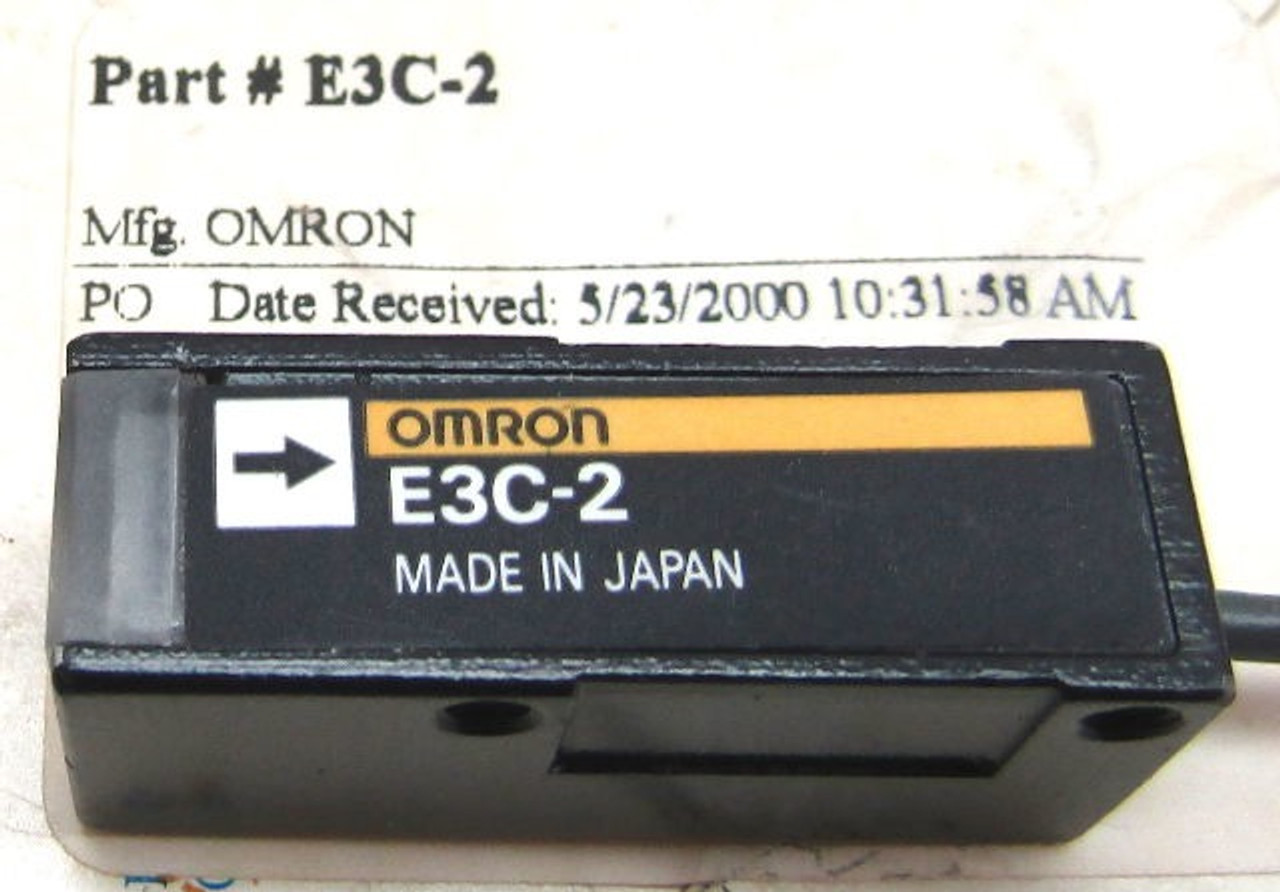 Part # E3C-2
Mfg. OMRON
PO Date Received: 5/23/2000 10:31:58 AM
OMRON
E3C-2
MADE IN JAPAN